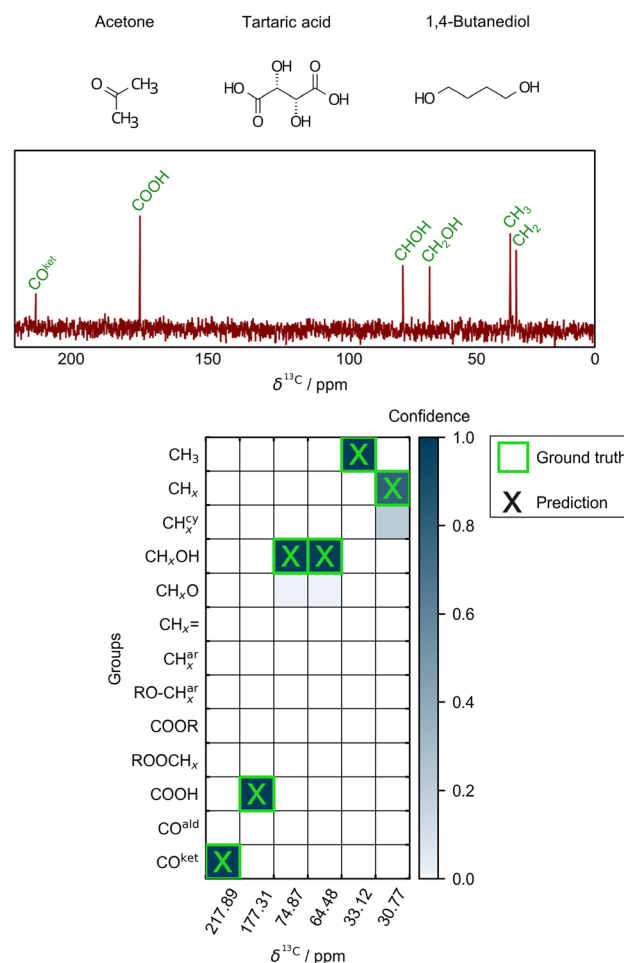 Acetone Tartaric acid 1,4-Butanediol
O CH₃ CH₃
HO O OH OH O OH
HO OH
COᵏᵉᵗ COOH CHOH CH₂OH CH₃ CH₂
200 150 100 50 0
δ¹³C / ppm
Confidence
CH₃
CHₓ
CHₓᶜʸ
CHₓOH
CHₓO
CHₓ=
CHₓᵃʳ
RO-CHₓᵃʳ
COOR
ROOCHₓ
COOH
COᵃˡᵈ
COᵏᵉᵗ
Groups
X
X
X X
X
X
217.89 177.31 74.87 64.48 33.12 30.77
δ¹³C / ppm
1.0
0.8
0.6
0.4
0.2
0.0
Ground truth
X Prediction